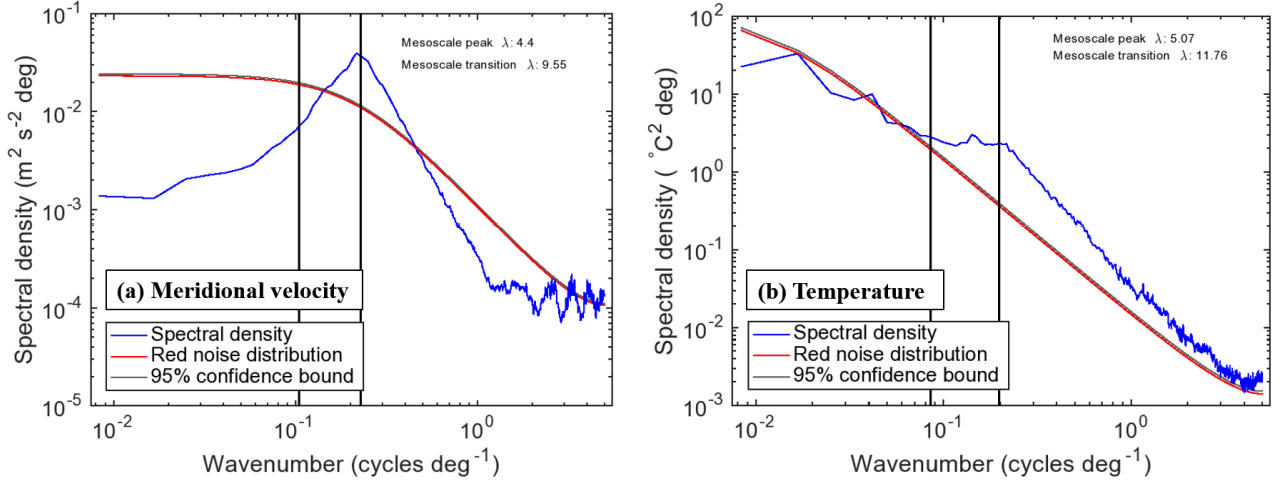 Mesoscale peak λ: 4.4
Mesoscale transition λ: 9.55
10⁰
10⁻¹
10⁻²
10⁻³
10⁻⁴
10⁻⁵
Spectral density (m² s⁻² deg)
(a) Meridional velocity
Spectral density
Red noise distribution
95% confidence bound
10⁻² 10⁻¹ 10⁰
Wavenumber (cycles deg⁻¹)
Mesoscale peak λ: 5.07
Mesoscale transition λ: 11.76
10²
10¹
10⁰
10⁻¹
10⁻²
10⁻³
Spectral density ( °C² deg)
(b) Temperature
Spectral density
Red noise distribution
95% confidence bound
10⁻² 10⁻¹ 10⁰
Wavenumber (cycles deg⁻¹)